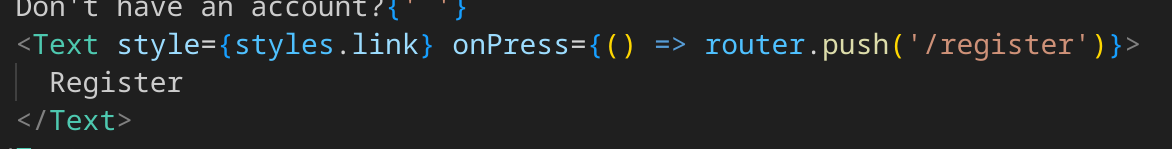 Don't have an account?{' '}
<Text style={styles.link} onPress={() => router.push('/register')}>
Register
</Text>